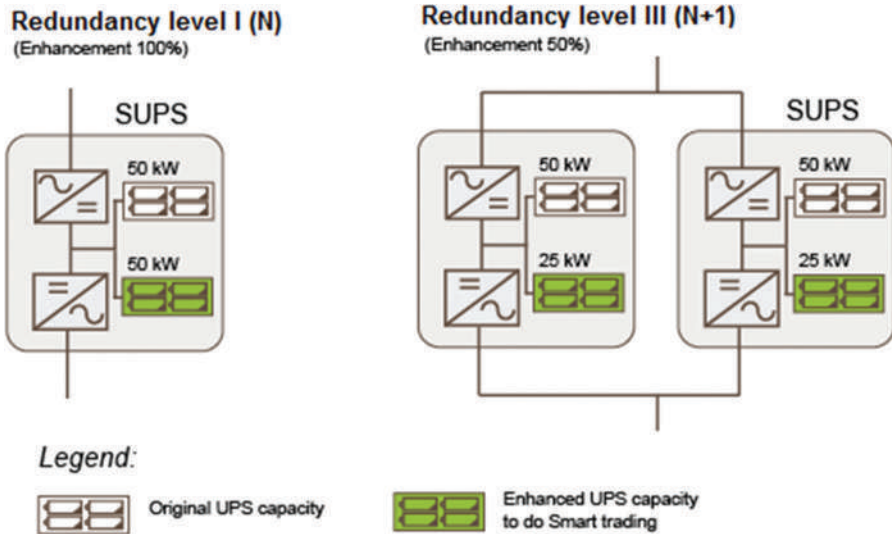 Redundancy level I (N)
(Enhancement 100%)
SUPS
50 kW
50 kW
Redundancy level III (N+1)
(Enhancement 50%)
SUPS
50 kW
25 kW
50 kW
25 kW
Legend:
Original UPS capacity
Enhanced UPS capacity
to do Smart trading